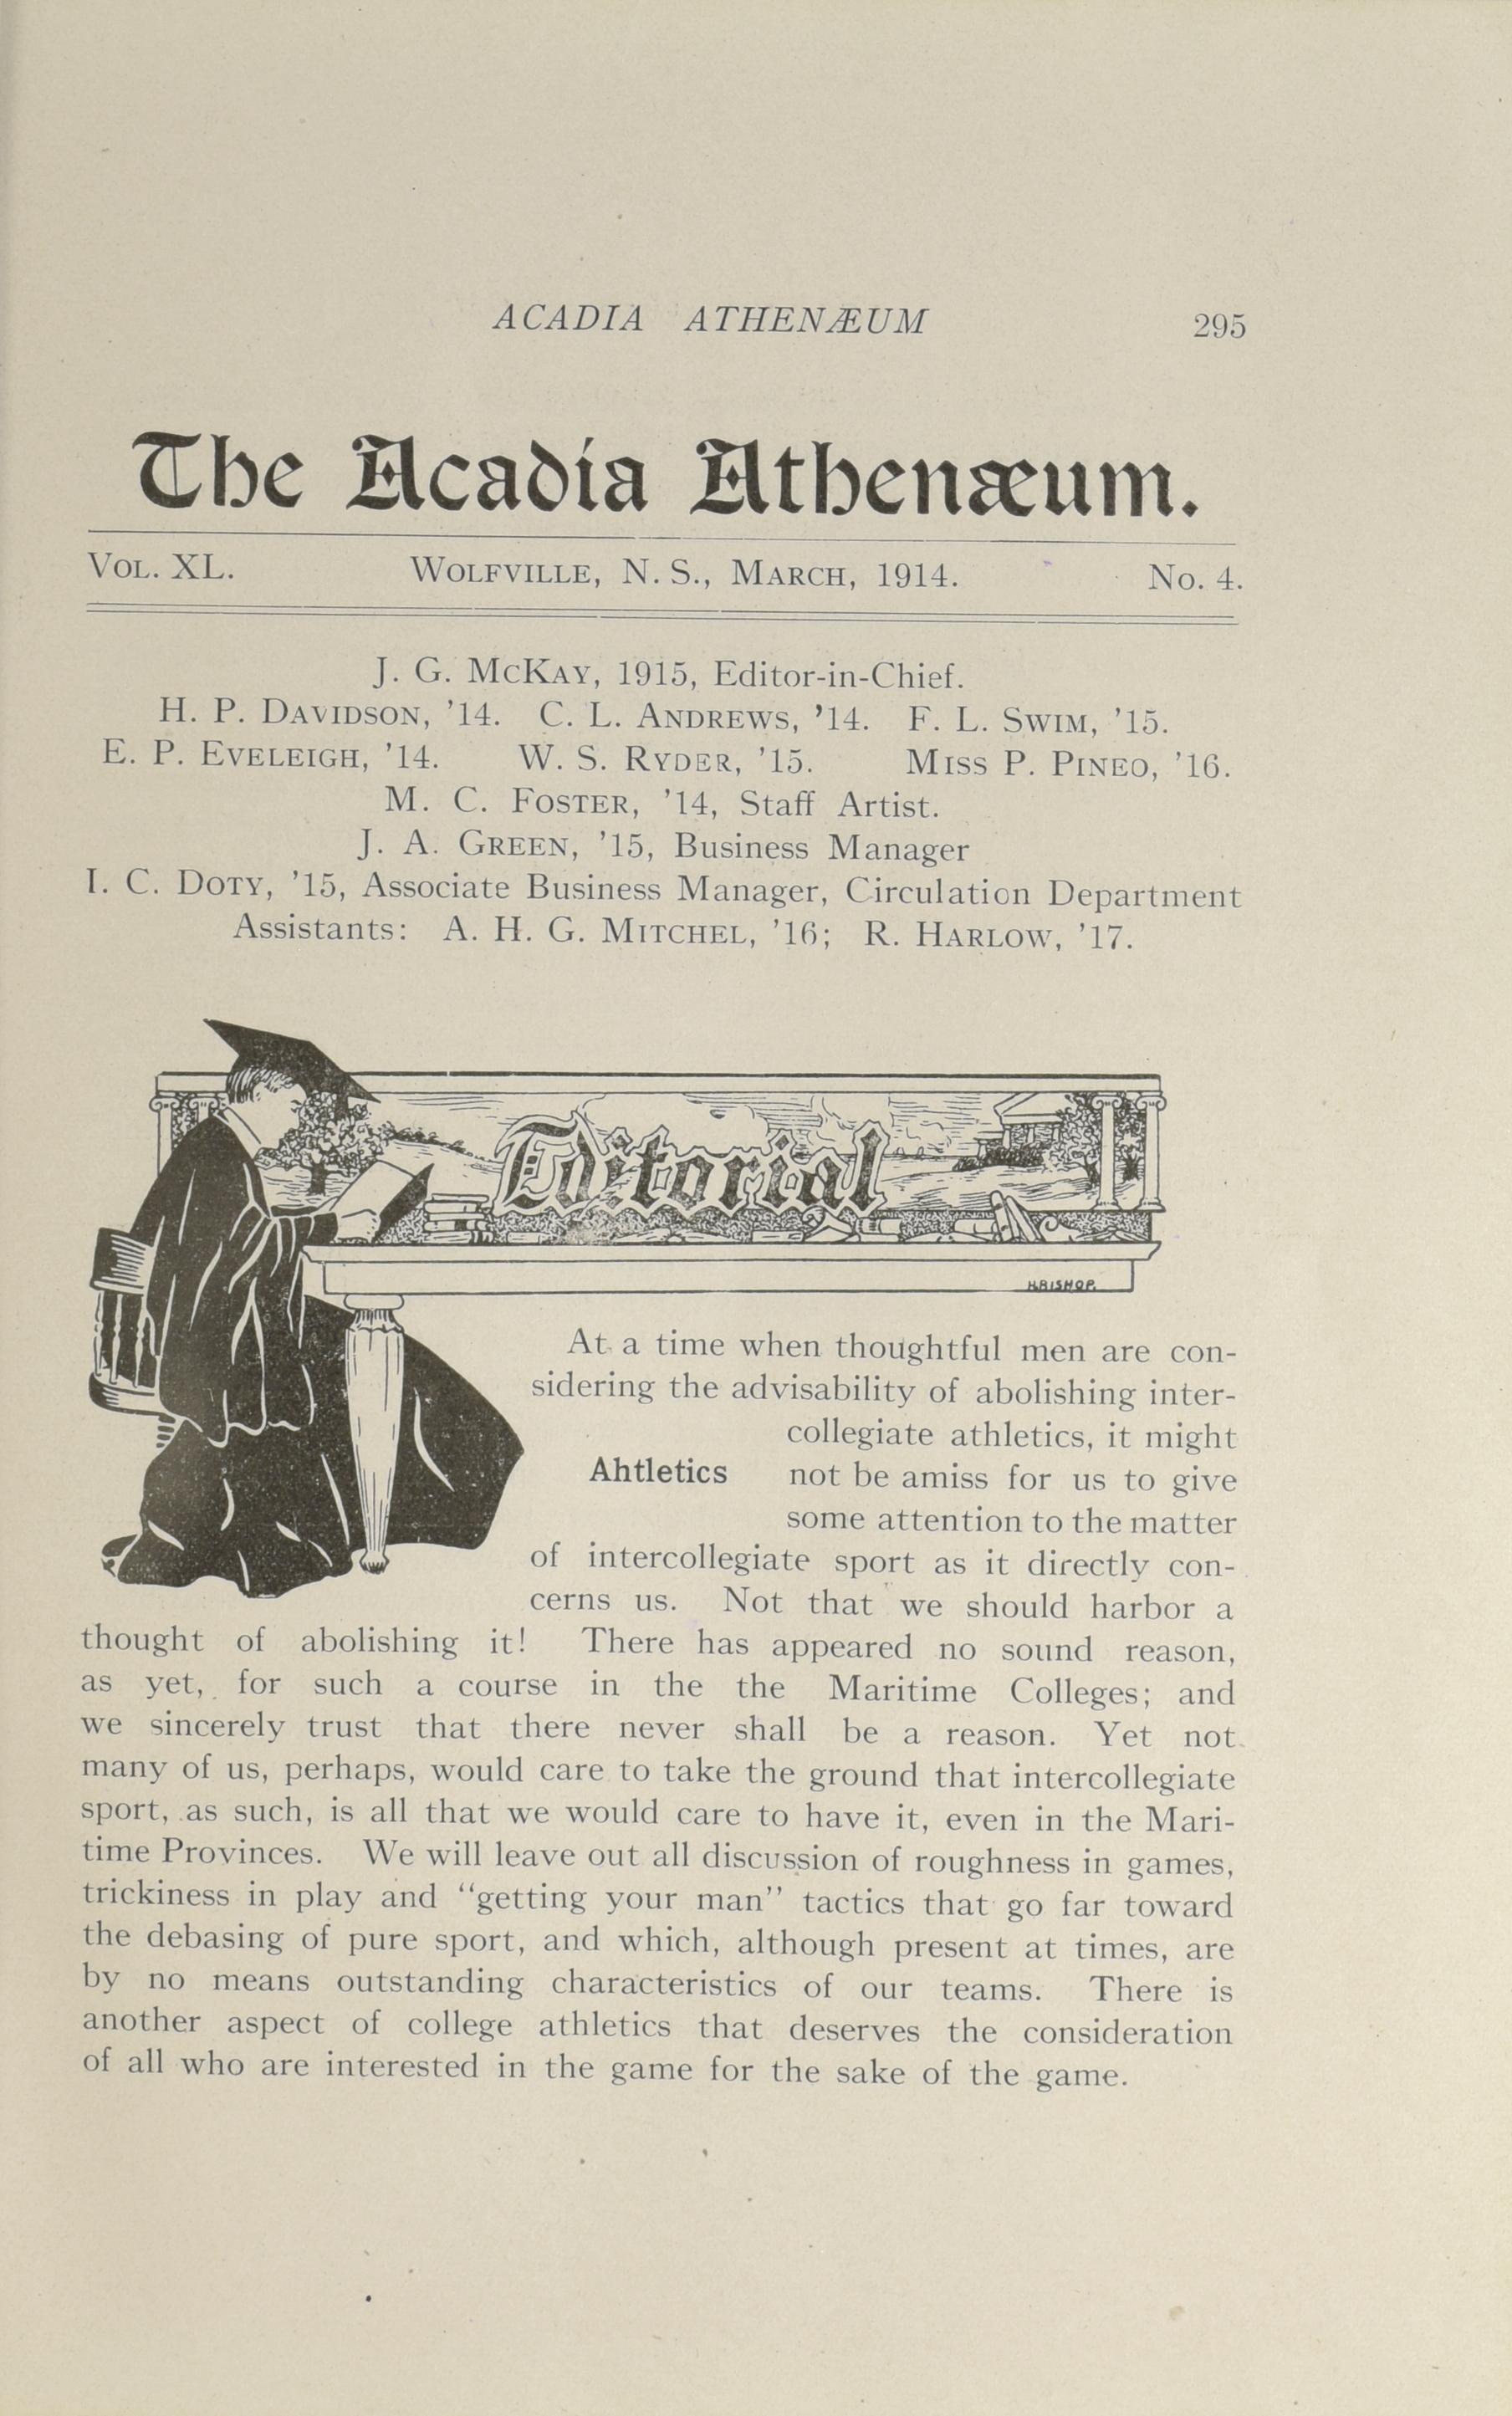 ACADIA ATHENÆUM 295
The Acadia Athenæum.
VOL. XL. WOLFVILLE, N. S., MARCH, 1914. No. 4.
J. G. MCKAY, 1915, Editor-in-Chief.
H. P. DAVIDSON, '14. C. L. ANDREWS, '14. F. L. SWIM, '15.
E. P. EVELEIGH, '14. W. S. RYDER, '15. MISS P. PINEO, '16.
M. C. FOSTER, '14, Staff Artist.
J. A. GREEN, '15, Business Manager
I. C. DOTY, '15, Associate Business Manager, Circulation Department
Assistants: A. H. G. MITCHEL, '16; R. HARLOW, '17.
Editorial
H.BISHOP.
At a time when thoughtful men are con-
sidering the advisability of abolishing inter-
collegiate athletics, it might
Ahtletics not be amiss for us to give
some attention to the matter
of intercollegiate sport as it directly con-
cerns us. Not that we should harbor a
thought of abolishing it! There has appeared no sound reason,
as yet, for such a course in the the Maritime Colleges; and
we sincerely trust that there never shall be a reason. Yet not
many of us, perhaps, would care to take the ground that intercollegiate
sport, as such, is all that we would care to have it, even in the Mari-
time Provinces. We will leave out all discussion of roughness in games,
trickiness in play and "getting your man" tactics that go far toward
the debasing of pure sport, and which, although present at times, are
by no means outstanding characteristics of our teams. There is
another aspect of college athletics that deserves the consideration
of all who are interested in the game for the sake of the game.